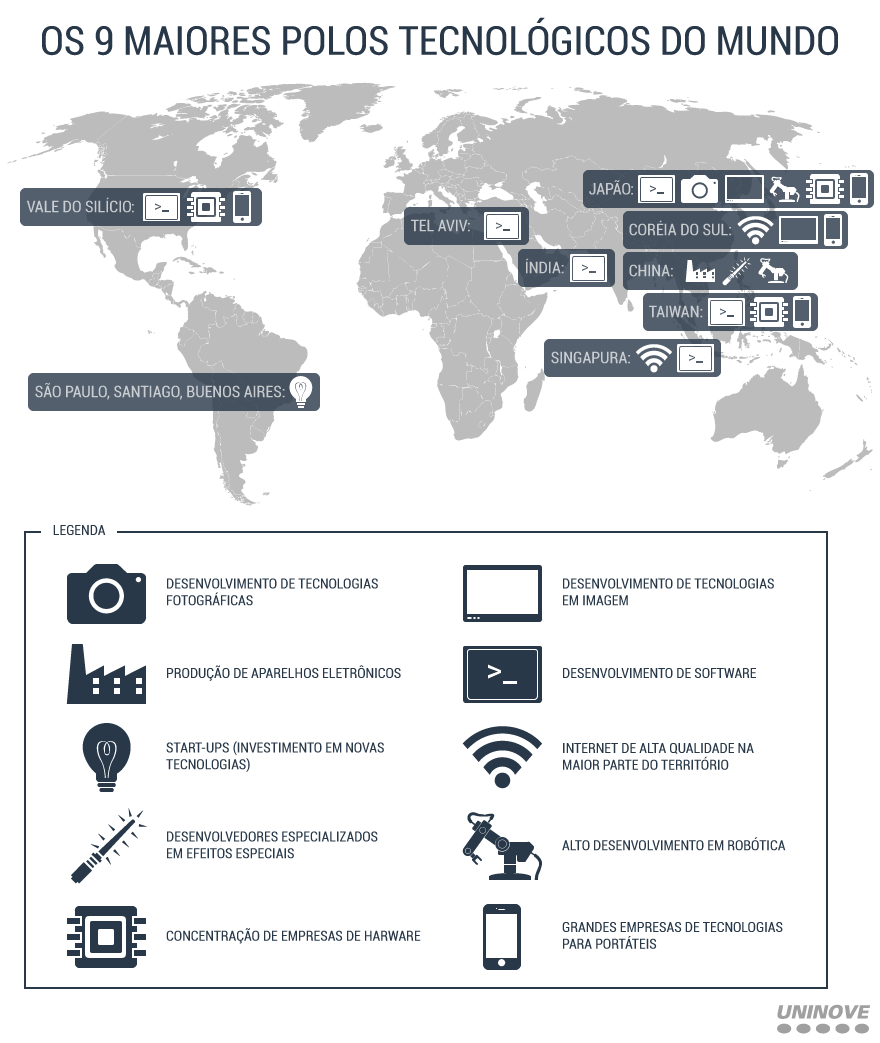 OS 9 MAIORES POLOS TECNOLÓGICOS DO MUNDO
VALE DO SILÍCIO: >_
JAPÃO: >_
TEL AVIV: >_
CORÉIA DO SUL:
ÍNDIA: >_
CHINA:
TAIWAN: >_
SINGAPURA: >_
SÃO PAULO, SANTIAGO, BUENOS AIRES:
LEGENDA
DESENVOLVIMENTO DE TECNOLOGIAS
FOTOGRÁFICAS
DESENVOLVIMENTO DE TECNOLOGIAS
EM IMAGEM
PRODUÇÃO DE APARELHOS ELETRÔNICOS
>_
DESENVOLVIMENTO DE SOFTWARE
START-UPS (INVESTIMENTO EM NOVAS
TECNOLOGIAS)
INTERNET DE ALTA QUALIDADE NA
MAIOR PARTE DO TERRITÓRIO
DESENVOLVEDORES ESPECIALIZADOS
EM EFEITOS ESPECIAIS
ALTO DESENVOLVIMENTO EM ROBÓTICA
CONCENTRAÇÃO DE EMPRESAS DE HARWARE
GRANDES EMPRESAS DE TECNOLOGIAS
PARA PORTÁTEIS
UNINOVE